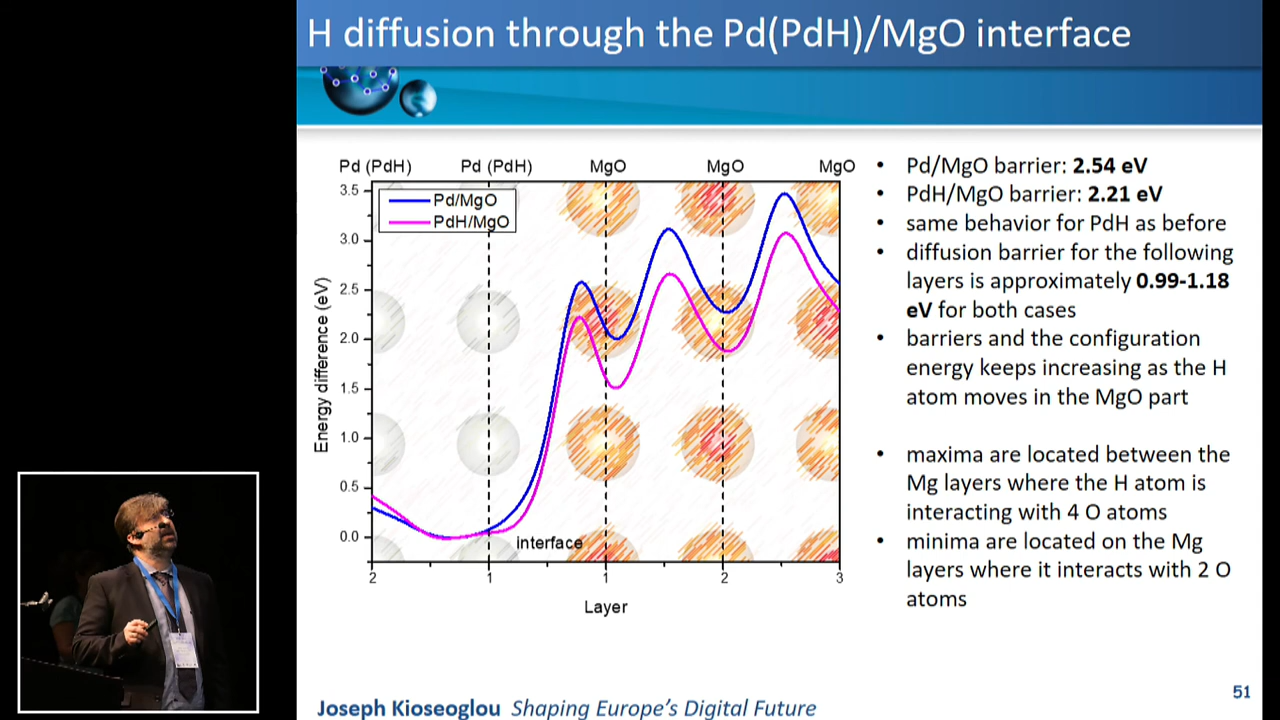 H diffusion through the Pd(PdH)/MgO interface
Pd (PdH) Pd (PdH) MgO MgO MgO
Pd/MgO
PdH/MgO
3.5
3.0
2.5
2.0
1.5
1.0
0.5
0.0
Energy difference (eV)
interface
2 1 1 2 3
Layer
• Pd/MgO barrier: 2.54 eV
• PdH/MgO barrier: 2.21 eV
• same behavior for PdH as before
• diffusion barrier for the following
layers is approximately 0.99-1.18
eV for both cases
• barriers and the configuration
energy keeps increasing as the H
atom moves in the MgO part
• maxima are located between the
Mg layers where the H atom is
interacting with 4 O atoms
• minima are located on the Mg
layers where it interacts with 2 O
atoms
51
Joseph Kioseoglou Shaping Europe's Digital Future